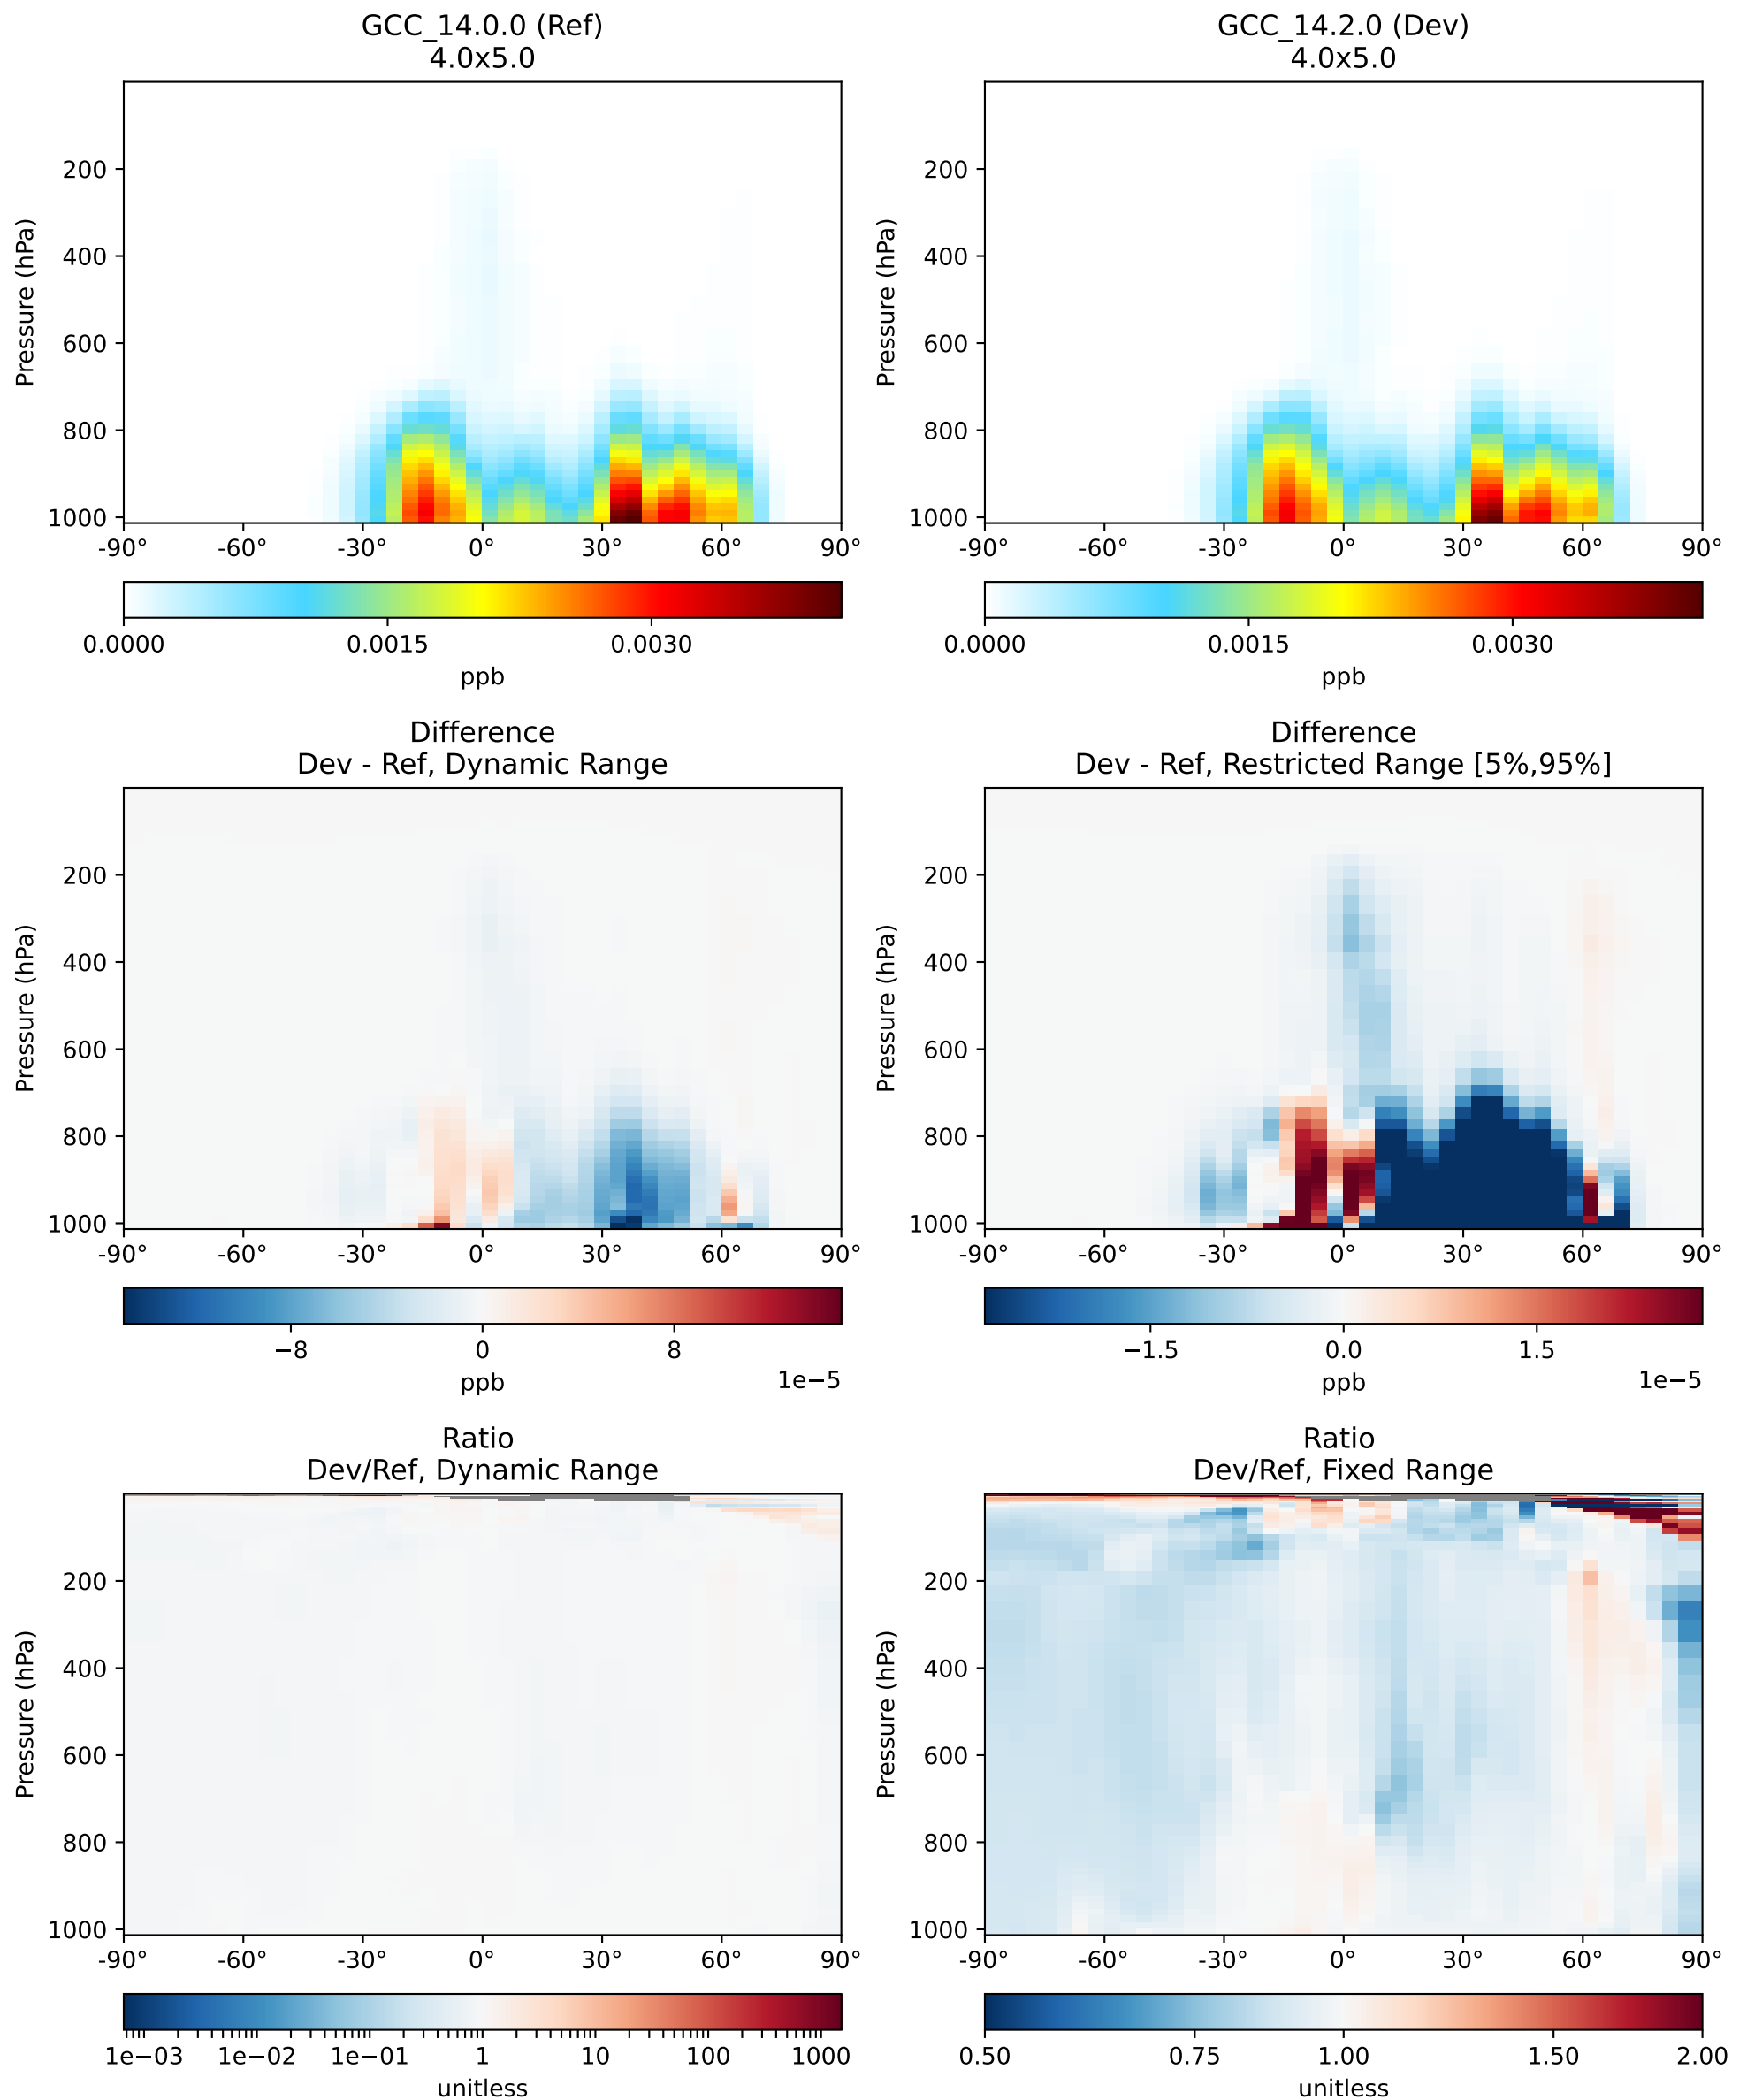 GCC_14.0.0 (Ref)
4.0x5.0
Pressure (hPa)
200
400
600
800
1000
-90° -60° -30° 0° 30° 60° 90°
0.0000 0.0015 0.0030
ppb
GCC_14.2.0 (Dev)
4.0x5.0
Pressure (hPa)
200
400
600
800
1000
-90° -60° -30° 0° 30° 60° 90°
0.0000 0.0015 0.0030
ppb
Difference
Dev - Ref, Dynamic Range
Pressure (hPa)
200
400
600
800
1000
-90° -60° -30° 0° 30° 60° 90°
−8 0 8
ppb 1e−5
Difference
Dev - Ref, Restricted Range [5%,95%]
Pressure (hPa)
200
400
600
800
1000
-90° -60° -30° 0° 30° 60° 90°
−1.5 0.0 1.5
ppb 1e−5
Ratio
Dev/Ref, Dynamic Range
Pressure (hPa)
200
400
600
800
1000
-90° -60° -30° 0° 30° 60° 90°
1e−03 1e−02 1e−01 1 10 100 1000
unitless
Ratio
Dev/Ref, Fixed Range
Pressure (hPa)
200
400
600
800
1000
-90° -60° -30° 0° 30° 60° 90°
0.50 0.75 1.00 1.50 2.00
unitless